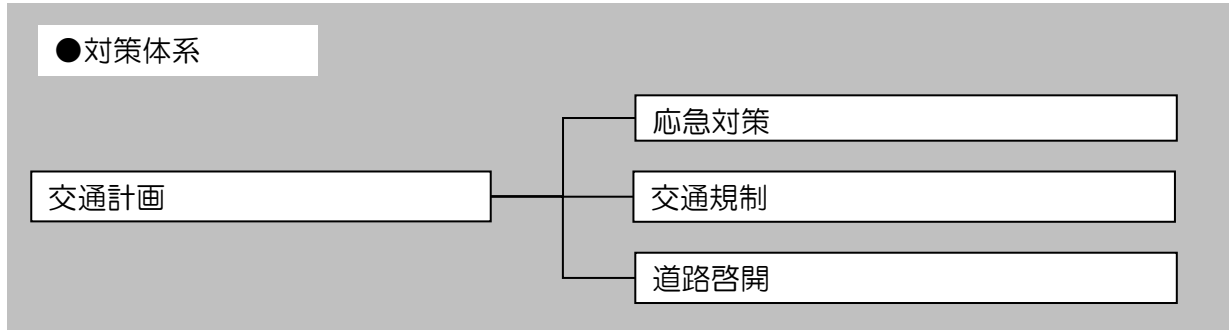 ●対策体系
応急対策
交通計画
交通規制
道路啓開